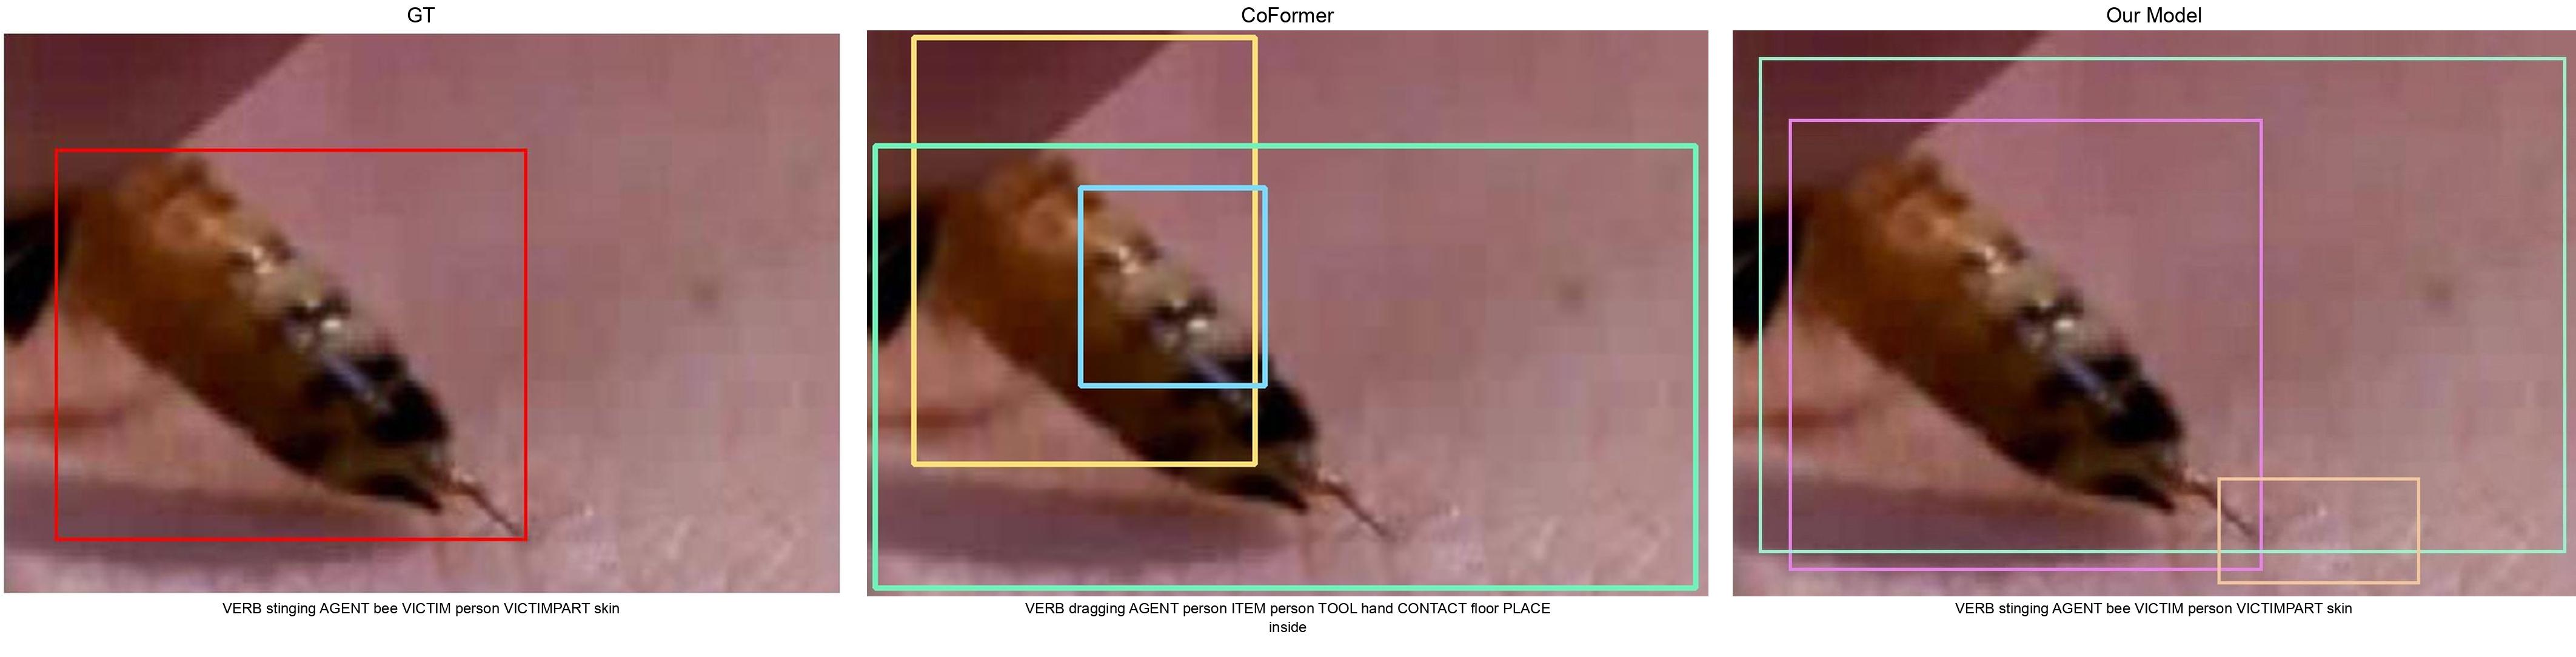 GT
CoFormer
Our Model
VERB stinging AGENT bee VICTIM person VICTIMPART skin
VERB dragging AGENT person ITEM person TOOL hand CONTACT floor PLACE
inside
VERB stinging AGENT bee VICTIM person VICTIMPART skin